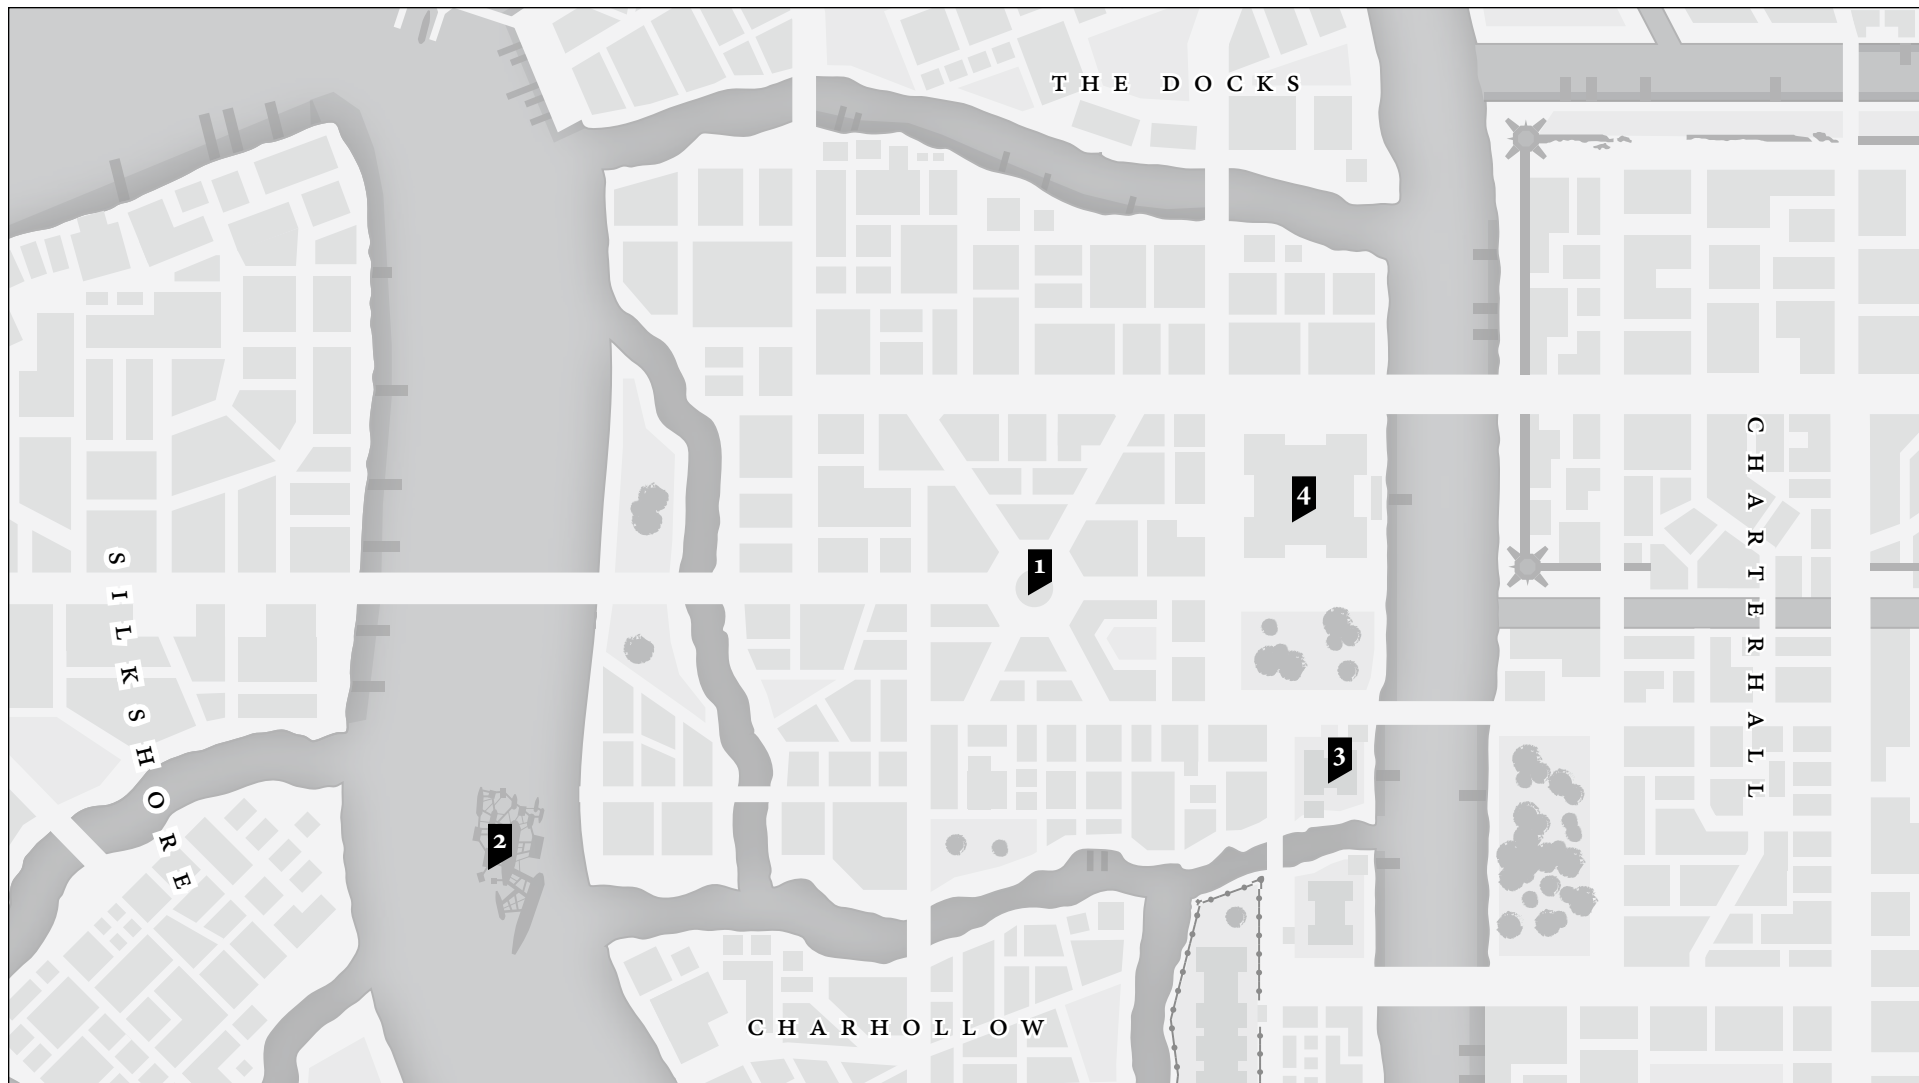 THE DOCKS
CHARTERHALL
4
1
SILKSHORE
3
2
CHARHOLLOW